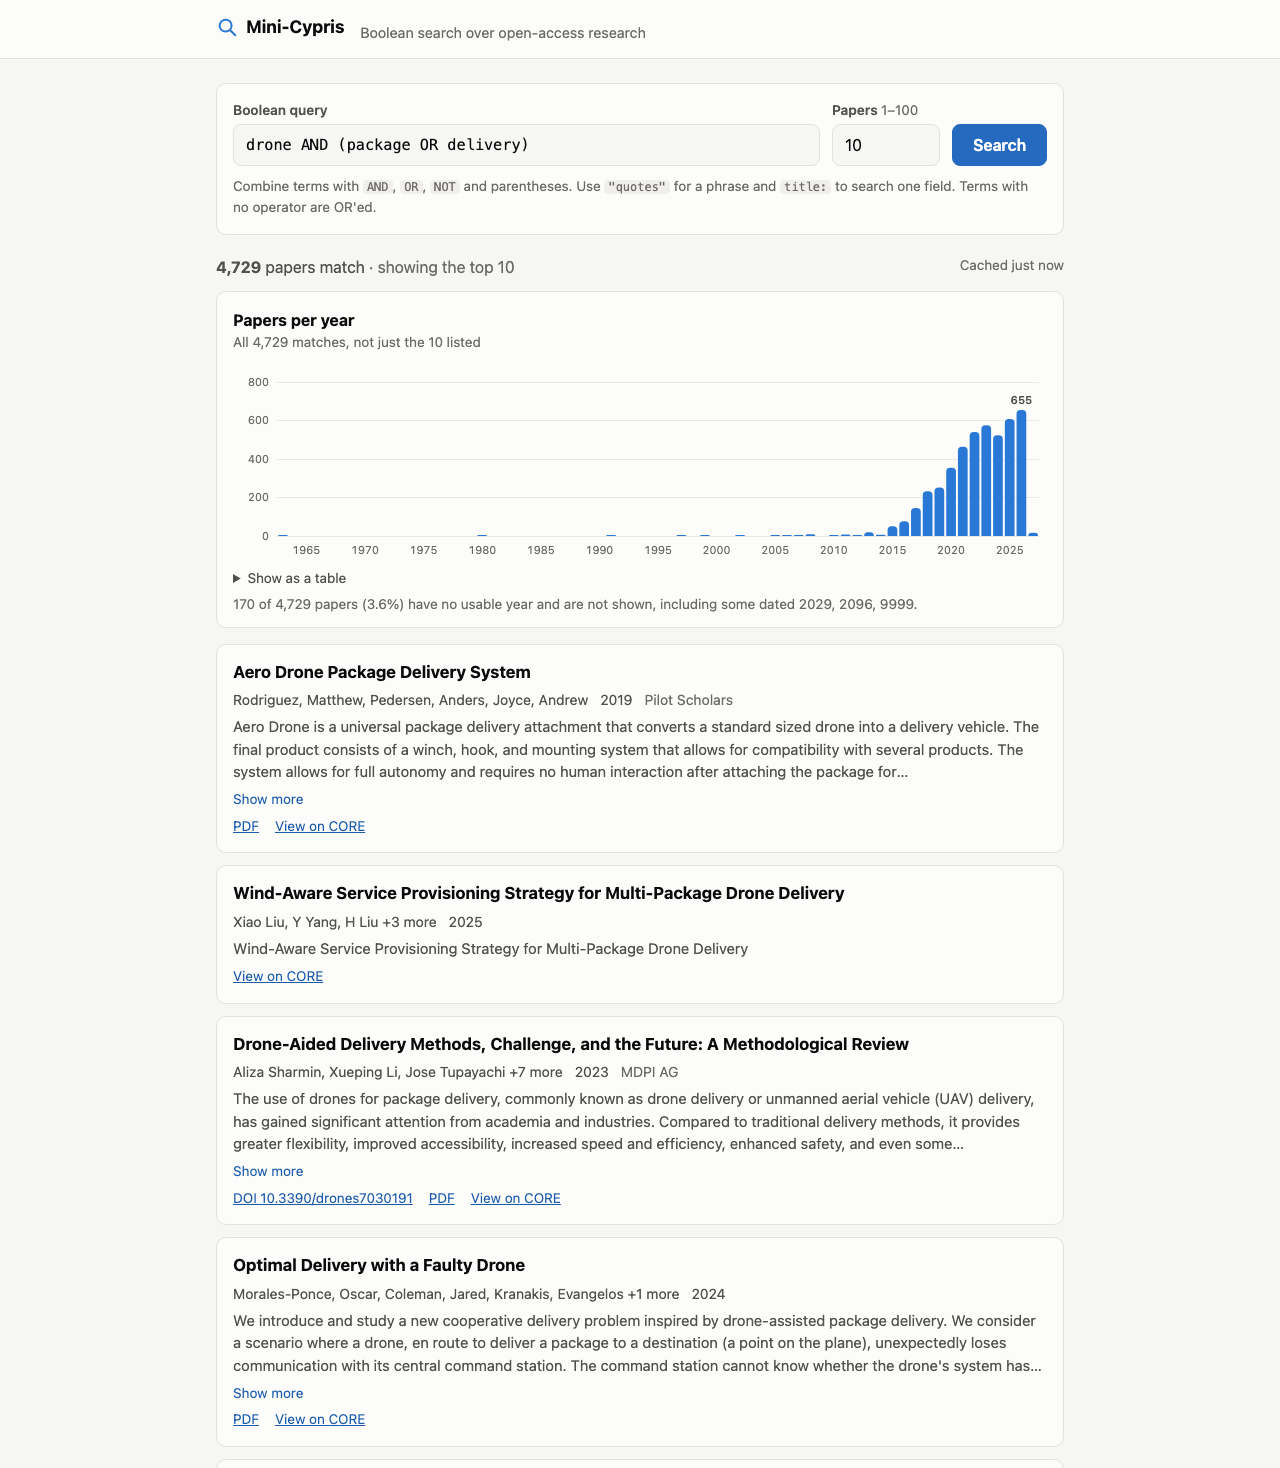 Mini-Cypris Boolean search over open-access research
Boolean query
Papers 1–100
drone AND (package OR delivery)
10
Search
Combine terms with AND, OR, NOT and parentheses. Use "quotes" for a phrase and title: to search one field. Terms with
no operator are OR'ed.
4,729 papers match · showing the top 10
Cached just now
Papers per year
All 4,729 matches, not just the 10 listed
800
655
600
400
200
0
1965 1970 1975 1980 1985 1990 1995 2000 2005 2010 2015 2020 2025
Show as a table
170 of 4,729 papers (3.6%) have no usable year and are not shown, including some dated 2029, 2096, 9999.
Aero Drone Package Delivery System
Rodriguez, Matthew, Pedersen, Anders, Joyce, Andrew 2019 Pilot Scholars
Aero Drone is a universal package delivery attachment that converts a standard sized drone into a delivery vehicle. The
final product consists of a winch, hook, and mounting system that allows for compatibility with several products. The
system allows for full autonomy and requires no human interaction after attaching the package for…
Show more
PDF View on CORE
Wind-Aware Service Provisioning Strategy for Multi-Package Drone Delivery
Xiao Liu, Y Yang, H Liu +3 more 2025
Wind-Aware Service Provisioning Strategy for Multi-Package Drone Delivery
View on CORE
Drone-Aided Delivery Methods, Challenge, and the Future: A Methodological Review
Aliza Sharmin, Xueping Li, Jose Tupayachi +7 more 2023 MDPI AG
The use of drones for package delivery, commonly known as drone delivery or unmanned aerial vehicle (UAV) delivery,
has gained significant attention from academia and industries. Compared to traditional delivery methods, it provides
greater flexibility, improved accessibility, increased speed and efficiency, enhanced safety, and even some…
Show more
DOI 10.3390/drones7030191 PDF View on CORE
Optimal Delivery with a Faulty Drone
Morales-Ponce, Oscar, Coleman, Jared, Kranakis, Evangelos +1 more 2024
We introduce and study a new cooperative delivery problem inspired by drone-assisted package delivery. We consider
a scenario where a drone, en route to deliver a package to a destination (a point on the plane), unexpectedly loses
communication with its central command station. The command station cannot know whether the drone's system has…
Show more
PDF View on CORE